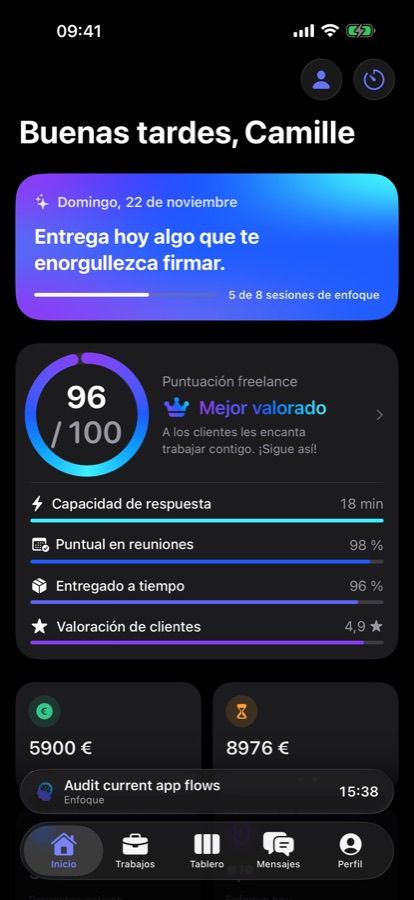 09:41
Buenas tardes, Camille
Domingo, 22 de noviembre
Entrega hoy algo que te
enorgullezca firmar.
5 de 8 sesiones de enfoque
96
/ 100
Puntuación freelance
Mejor valorado
A los clientes les encanta
trabajar contigo. ¡Sigue así!
Capacidad de respuesta 18 min
Puntual en reuniones 98 %
Entregado a tiempo 96 %
Valoración de clientes 4,9 ★
5900 € 8976 €
Audit current app flows
Enfoque
15:38
Inicio Trabajos Tablero Mensajes Perfil